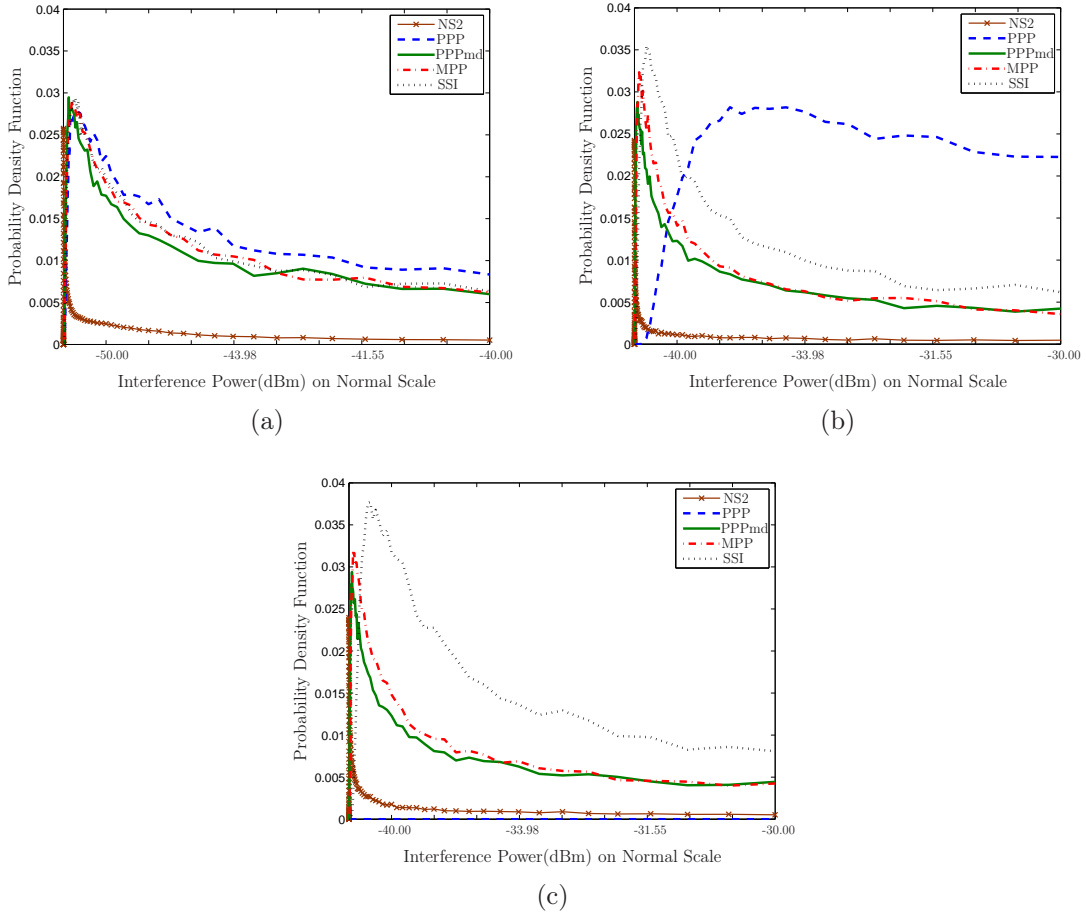 0.04
0.035
0.03
0.025
0.02
0.015
0.01
0.005
0
Probability Density Function
NS2
PPP
PPPmd
MPP
SSI
-50.00
-43.98
-41.55
-40.00
Interference Power(dBm) on Normal Scale
(a)
0.04
0.035
0.03
0.025
0.02
0.015
0.01
0.005
0
Probability Density Function
NS2
PPP
PPPmd
MPP
SSI
-40.00
-33.98
-31.55
-30.00
Interference Power(dBm) on Normal Scale
(b)
0.04
0.035
0.03
0.025
0.02
0.015
0.01
0.005
0
Probability Density Function
NS2
PPP
PPPmd
MPP
SSI
-40.00
-33.98
-31.55
-30.00
Interference Power(dBm) on Normal Scale
(c)